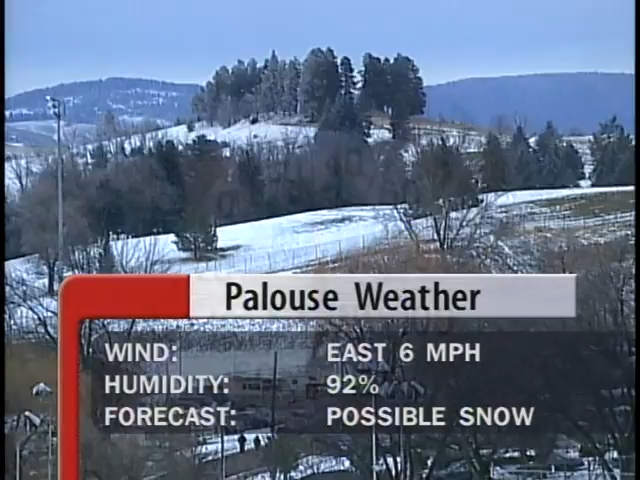 Palouse Weather
WIND: EAST 6 MPH
HUMIDITY: 92%
FORECAST: POSSIBLE SNOW